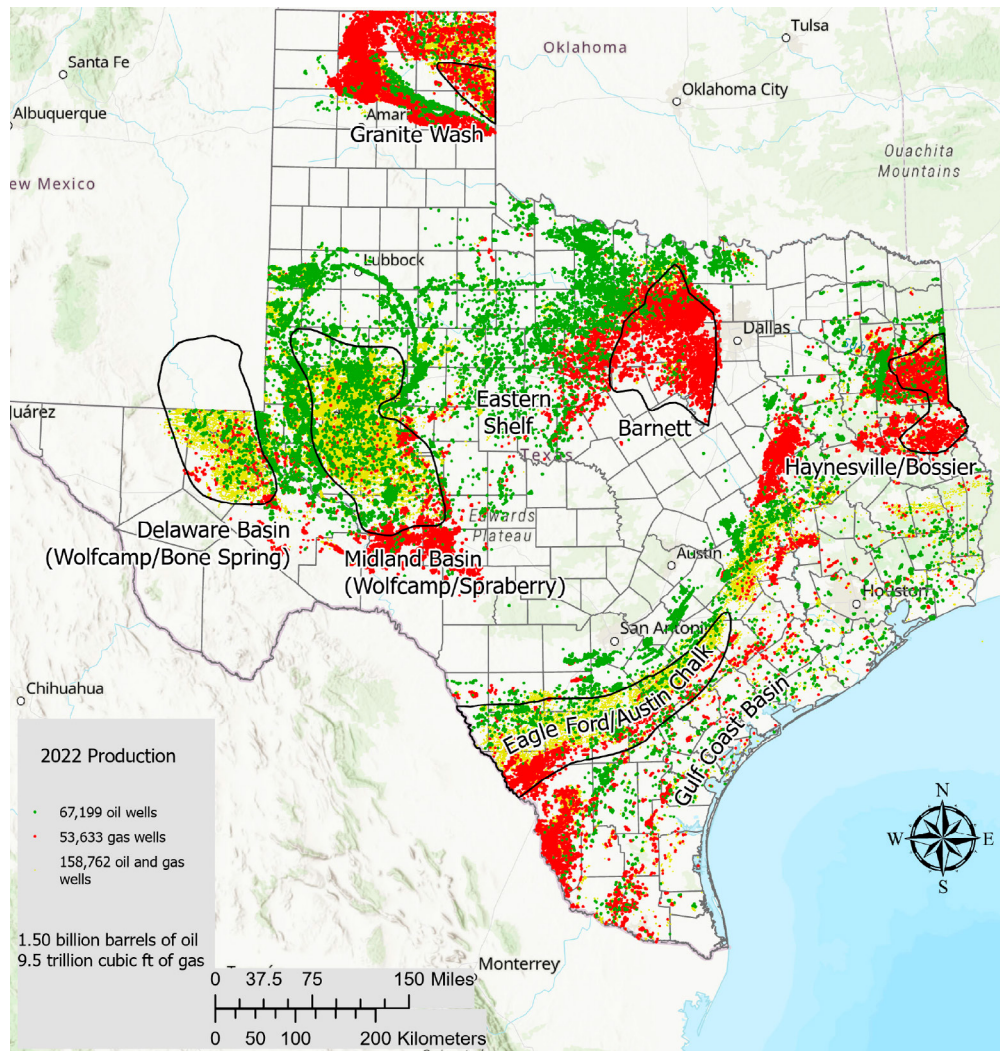 Tulsa
Oklahoma
Santa Fe
Oklahoma City
Albuquerque
Amar
Granite Wash
Ouachita
Mountains
ew Mexico
Lubbock
Dallas
Juárez
Eastern
Shelf
Barnett
Texas
Haynesville/Bossier
Delaware Basin
(Wolfcamp/Bone Spring)
Edwards
Plateau
Midland Basin
(Wolfcamp/Spraberry)
Austin
Houston
San Antoni
Eagle Ford/Austin Chalk
Gulf Coast Basin
Chihuahua
2022 Production
67,199 oil wells
53,633 gas wells
158,762 oil and gas
wells
1.50 billion barrels of oil
9.5 trillion cubic ft of gas
N
W E
S
Monterrey
0 37.5 75 150 Miles
0 50 100 200 Kilometers